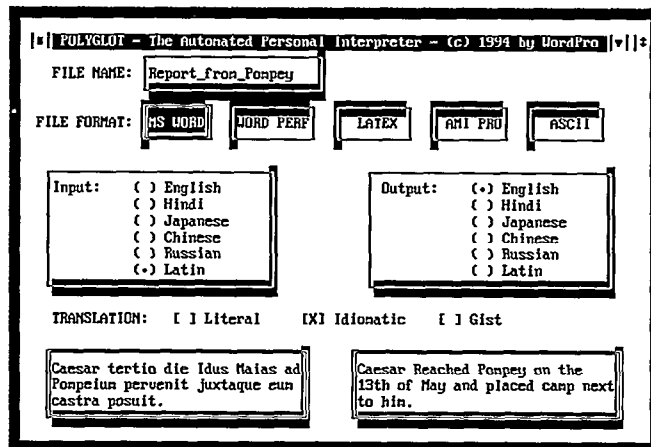 POLYGLOT - The Automated Personal Interpreter - (c) 1994 by WordPro
FILE NAME: Report_from_Pompey
FILE FORMAT: MS WORD WORD PERF LATEX AMI PRO ASCII
Input: ( ) English
( ) Hindi
( ) Japanese
( ) Chinese
( ) Russian
(•) Latin
Output: (•) English
( ) Hindi
( ) Japanese
( ) Chinese
( ) Russian
( ) Latin
TRANSLATION: [ ] Literal [X] Idiomatic [ ] Gist
Caesar tertio die Idus Maias ad
Pompeium pervenit juxtaque eum
castra posuit.
Caesar Reached Pompey on the
13th of May and placed camp next
to him.